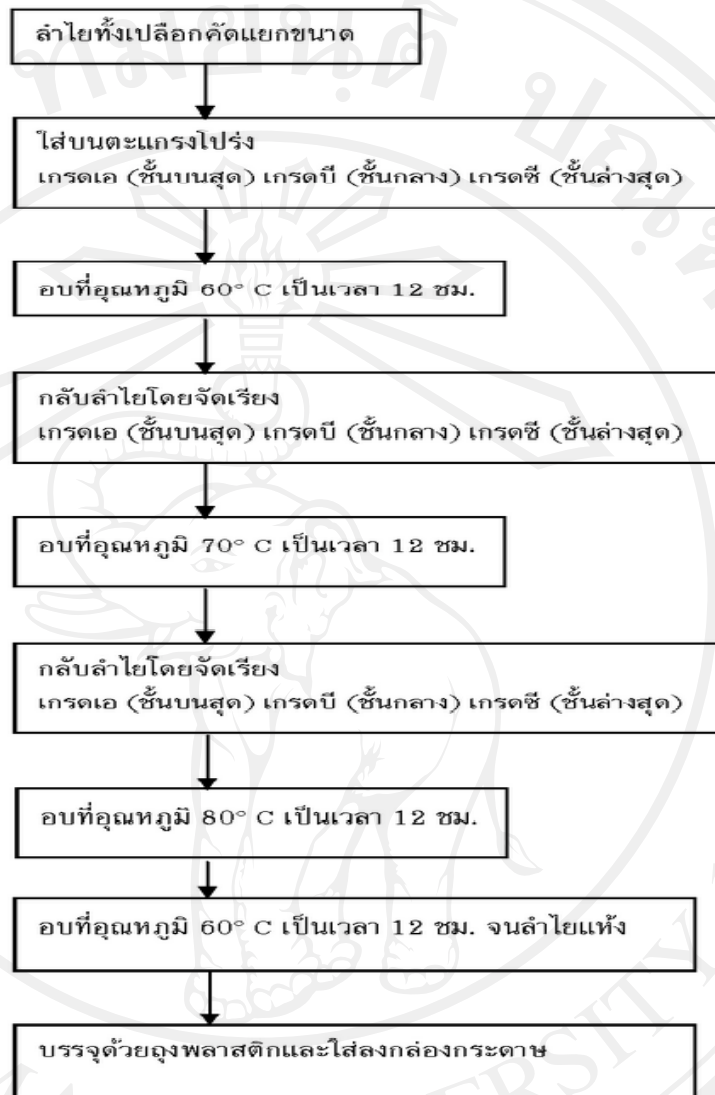 ลำไยทั้งเปลือกคัดแยกขนาด
ใส่บนตะแกรงโปร่ง
เกรดเอ (ชั้นบนสุด) เกรดบี (ชั้นกลาง) เกรดซี (ชั้นล่างสุด)
อบที่อุณหภูมิ 60° C เป็นเวลา 12 ชม.
กลับลำไยโดยจัดเรียง
เกรดเอ (ชั้นบนสุด) เกรดบี (ชั้นกลาง) เกรดซี (ชั้นล่างสุด)
อบที่อุณหภูมิ 70° C เป็นเวลา 12 ชม.
กลับลำไยโดยจัดเรียง
เกรดเอ (ชั้นบนสุด) เกรดบี (ชั้นกลาง) เกรดซี (ชั้นล่างสุด)
อบที่อุณหภูมิ 80° C เป็นเวลา 12 ชม.
อบที่อุณหภูมิ 60° C เป็นเวลา 12 ชม. จนลำไยแห้ง
บรรจุด้วยถุงพลาสติกและใส่ลงกล่องกระดาษ